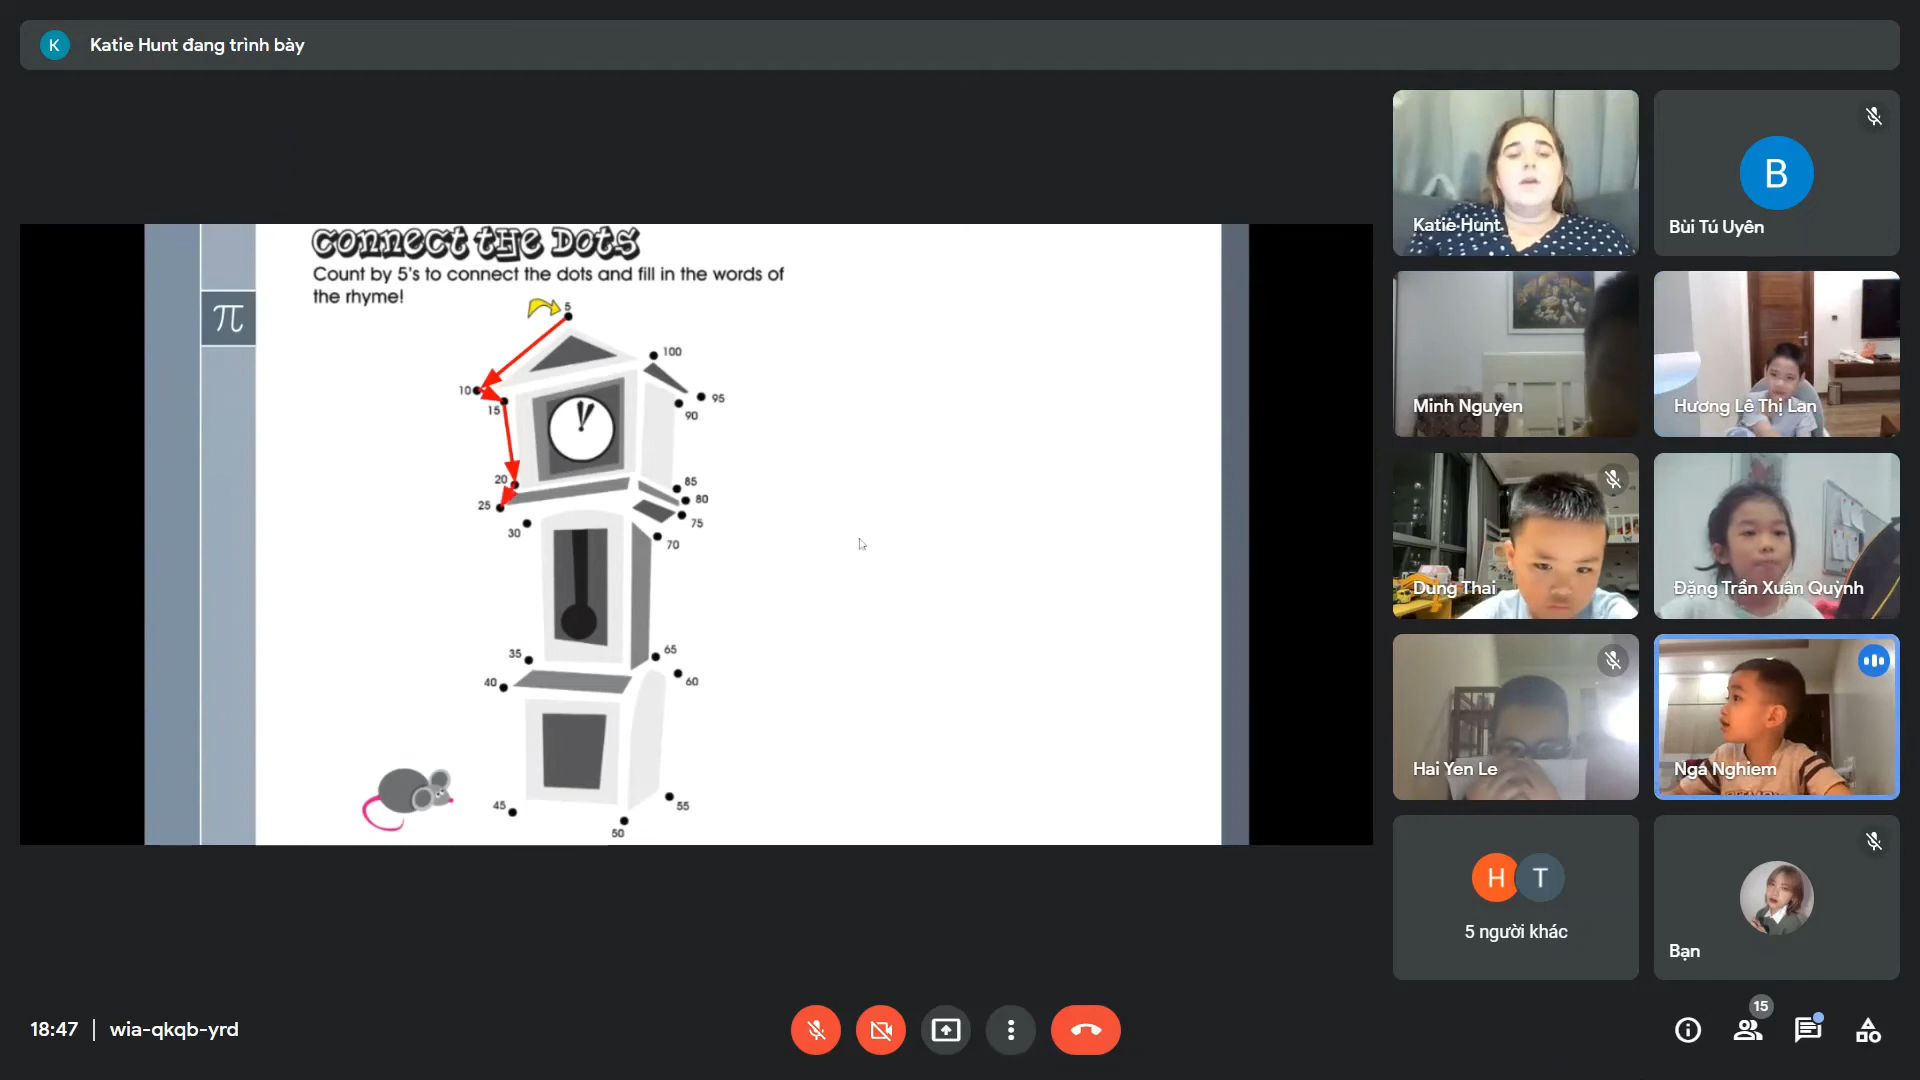 K Katie Hunt đang trình bày
CONNECT THE DOTS
Count by 5's to connect the dots and fill in the words of
the rhyme!
π
5
100
10
95
15
90
20
85
25
80
75
30
70
35
65
40
60
45
55
50
Katie Hunt
B
Bùi Tú Uyên
Minh Nguyen
Hương Lê Thị Lan
Dung Thai
Đặng Trần Xuân Quỳnh
Hai Yen Le
Nga Nghiem
H T
5 người khác
Bạn
18:47 | wia-qkqb-yrd
15